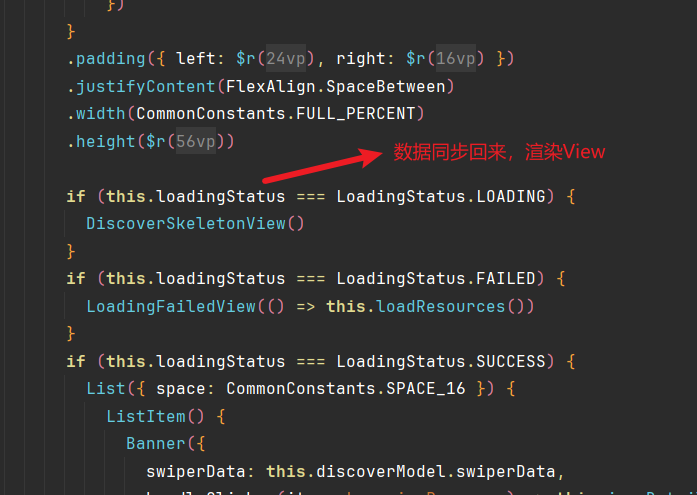 })
}
.padding({ left: $r(24vp), right: $r(16vp) })
.justifyContent(FlexAlign.SpaceBetween)
.width(CommonConstants.FULL_PERCENT)
.height($r(56vp))
数据同步回来，渲染View
if (this.loadingStatus === LoadingStatus.LOADING) {
DiscoverSkeletonView()
}
if (this.loadingStatus === LoadingStatus.FAILED) {
LoadingFailedView(() => this.loadResources())
}
if (this.loadingStatus === LoadingStatus.SUCCESS) {
List({ space: CommonConstants.SPACE_16 }) {
ListItem() {
Banner({
swiperData: this.discoverModel.swiperData,